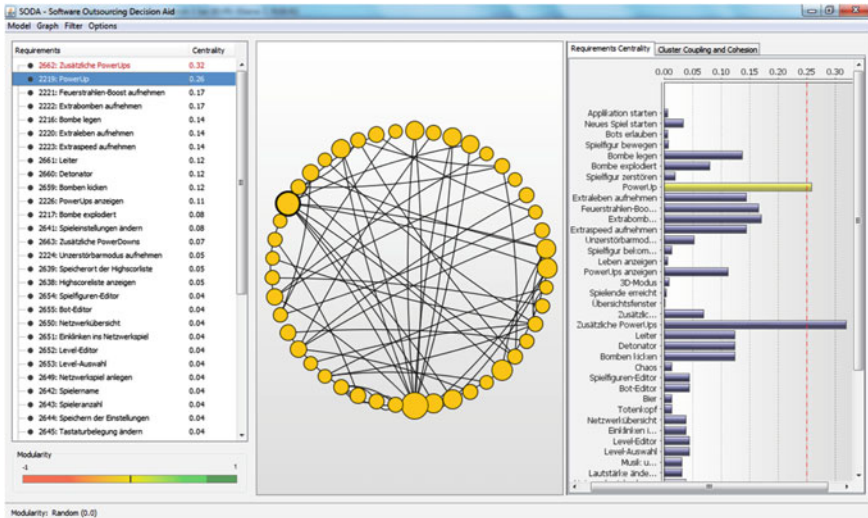 SODA - Software Outsourcing Decision Aid
Model Graph Filter Options
Requirements Centrality
2662: Zusätzliche PowerUps 0.32
2219: PowerUp 0.26
2221: Feuerstrahlen-Boost aufnehmen 0.17
2222: Extrabomben aufnehmen 0.17
2216: Bombe legen 0.14
2220: Extraleben aufnehmen 0.14
2223: Extraspeed aufnehmen 0.14
2661: Leiter 0.12
2660: Detonator 0.12
2659: Bomben kicken 0.12
2226: PowerUps anzeigen 0.11
2217: Bombe explodiert 0.08
2641: Spieleinstellungen ändern 0.08
2663: Zusätzliche PowerDowns 0.07
2224: Unzerstörbarmodus aufnehmen 0.05
2639: Speicherort der Highscorliste 0.05
2638: Highscoreliste anzeigen 0.05
2654: Spielfiguren-Editor 0.04
2655: Bot-Editor 0.04
2650: Netzwerkübersicht 0.04
2651: Einklinken ins Netzwerkspiel 0.04
2652: Level-Editor 0.04
2653: Level-Auswahl 0.04
2649: Netzwerkspiel anlegen 0.04
2642: Spielername 0.04
2643: Spieleranzahl 0.04
2644: Speichern der Einstellungen 0.04
2645: Tastaturbelegung ändern 0.04
Modularity
-1 1
Modularity: Random (0.0)
Requirements Centrality Cluster Coupling and Cohesion
0.00 0.05 0.10 0.15 0.20 0.25 0.30
Applikation starten
Neues Spiel starten
Bots erlauben
Spielfigur bewegen
Bombe legen
Bombe explodiert
Spielfigur zerstören
PowerUp
Extraleben aufnehmen
Feuerstrahlen-Boo...
Extrabomb...
Extraspeed aufnehmen
Unzerstörbarmod...
Spielfigur bekom...
Leben anzeigen
PowerUps anzeigen
3D-Modus
Spielende erreicht
Übersichtsfenster
Zusätzlic...
Zusätzliche PowerUps
Leiter
Detonator
Bomben kicken
Chaos
Spielfiguren-Editor
Bot-Editor
Bier
Totenkopf
Netzwerkübersicht
Einklinken i...
Level-Editor
Level-Auswahl
Musik u...
Lautstärke ände...